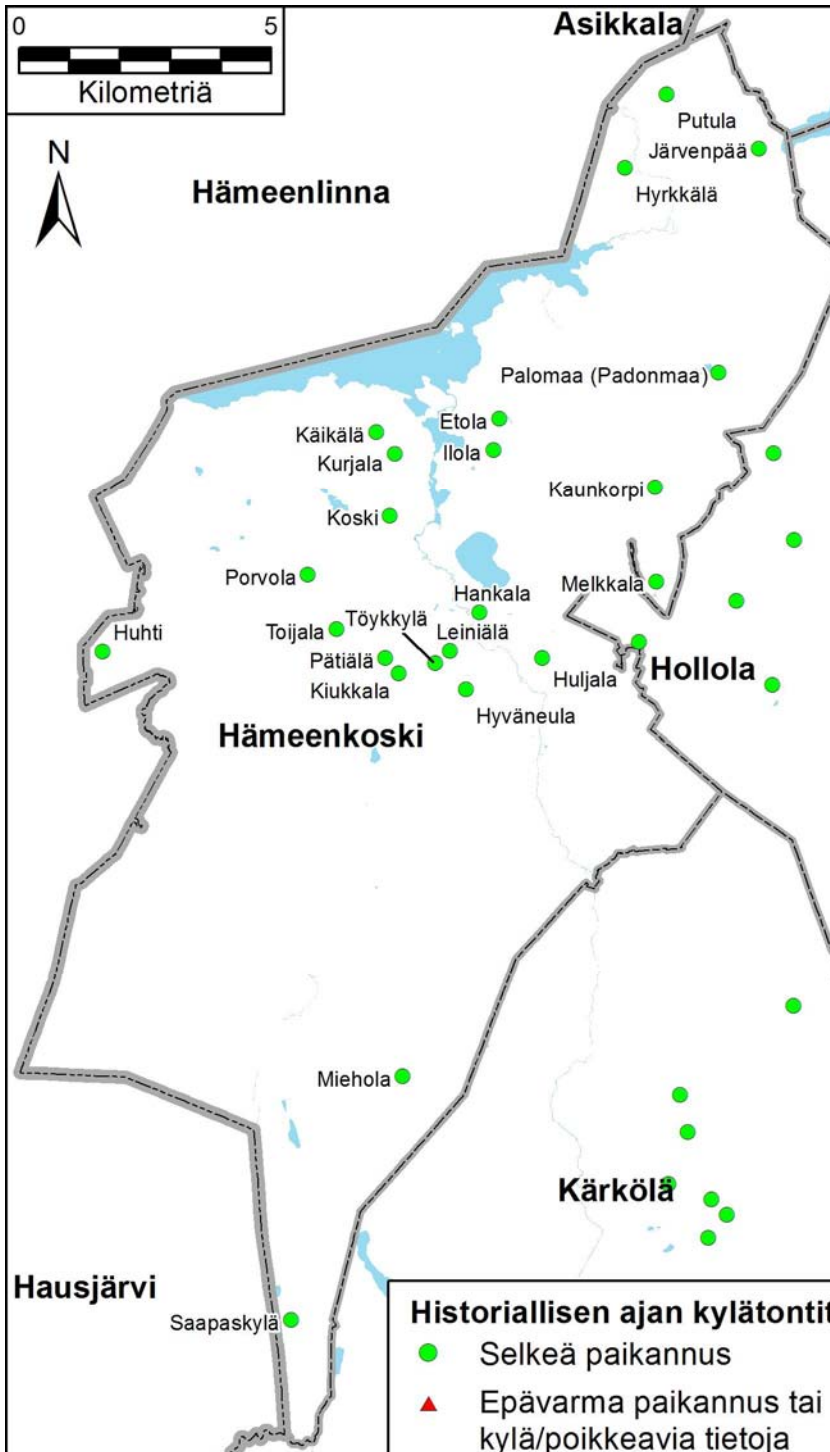 0 5
Kilometriä
N
Asikkala
Putula
Järvenpää
Hyrkkälä
Hämeenlinna
Palomaa (Padonmaa)
Etola
Käikälä
Ilola
Kurjala
Kaunkorpi
Koski
Porvola
Melkkala
Hankala
Töykkylä
Huhti
Toijala
Leiniälä
Pätiälä
Huljala
Hollola
Kiukkala
Hyväneula
Hämeenkoski
Miehola
Kärkölä
Hausjärvi
Saapaskylä
Historiallisen ajan kylätontit
Selkeä paikannus
Epävarma paikannus tai
kylä/poikkeavia tietoja